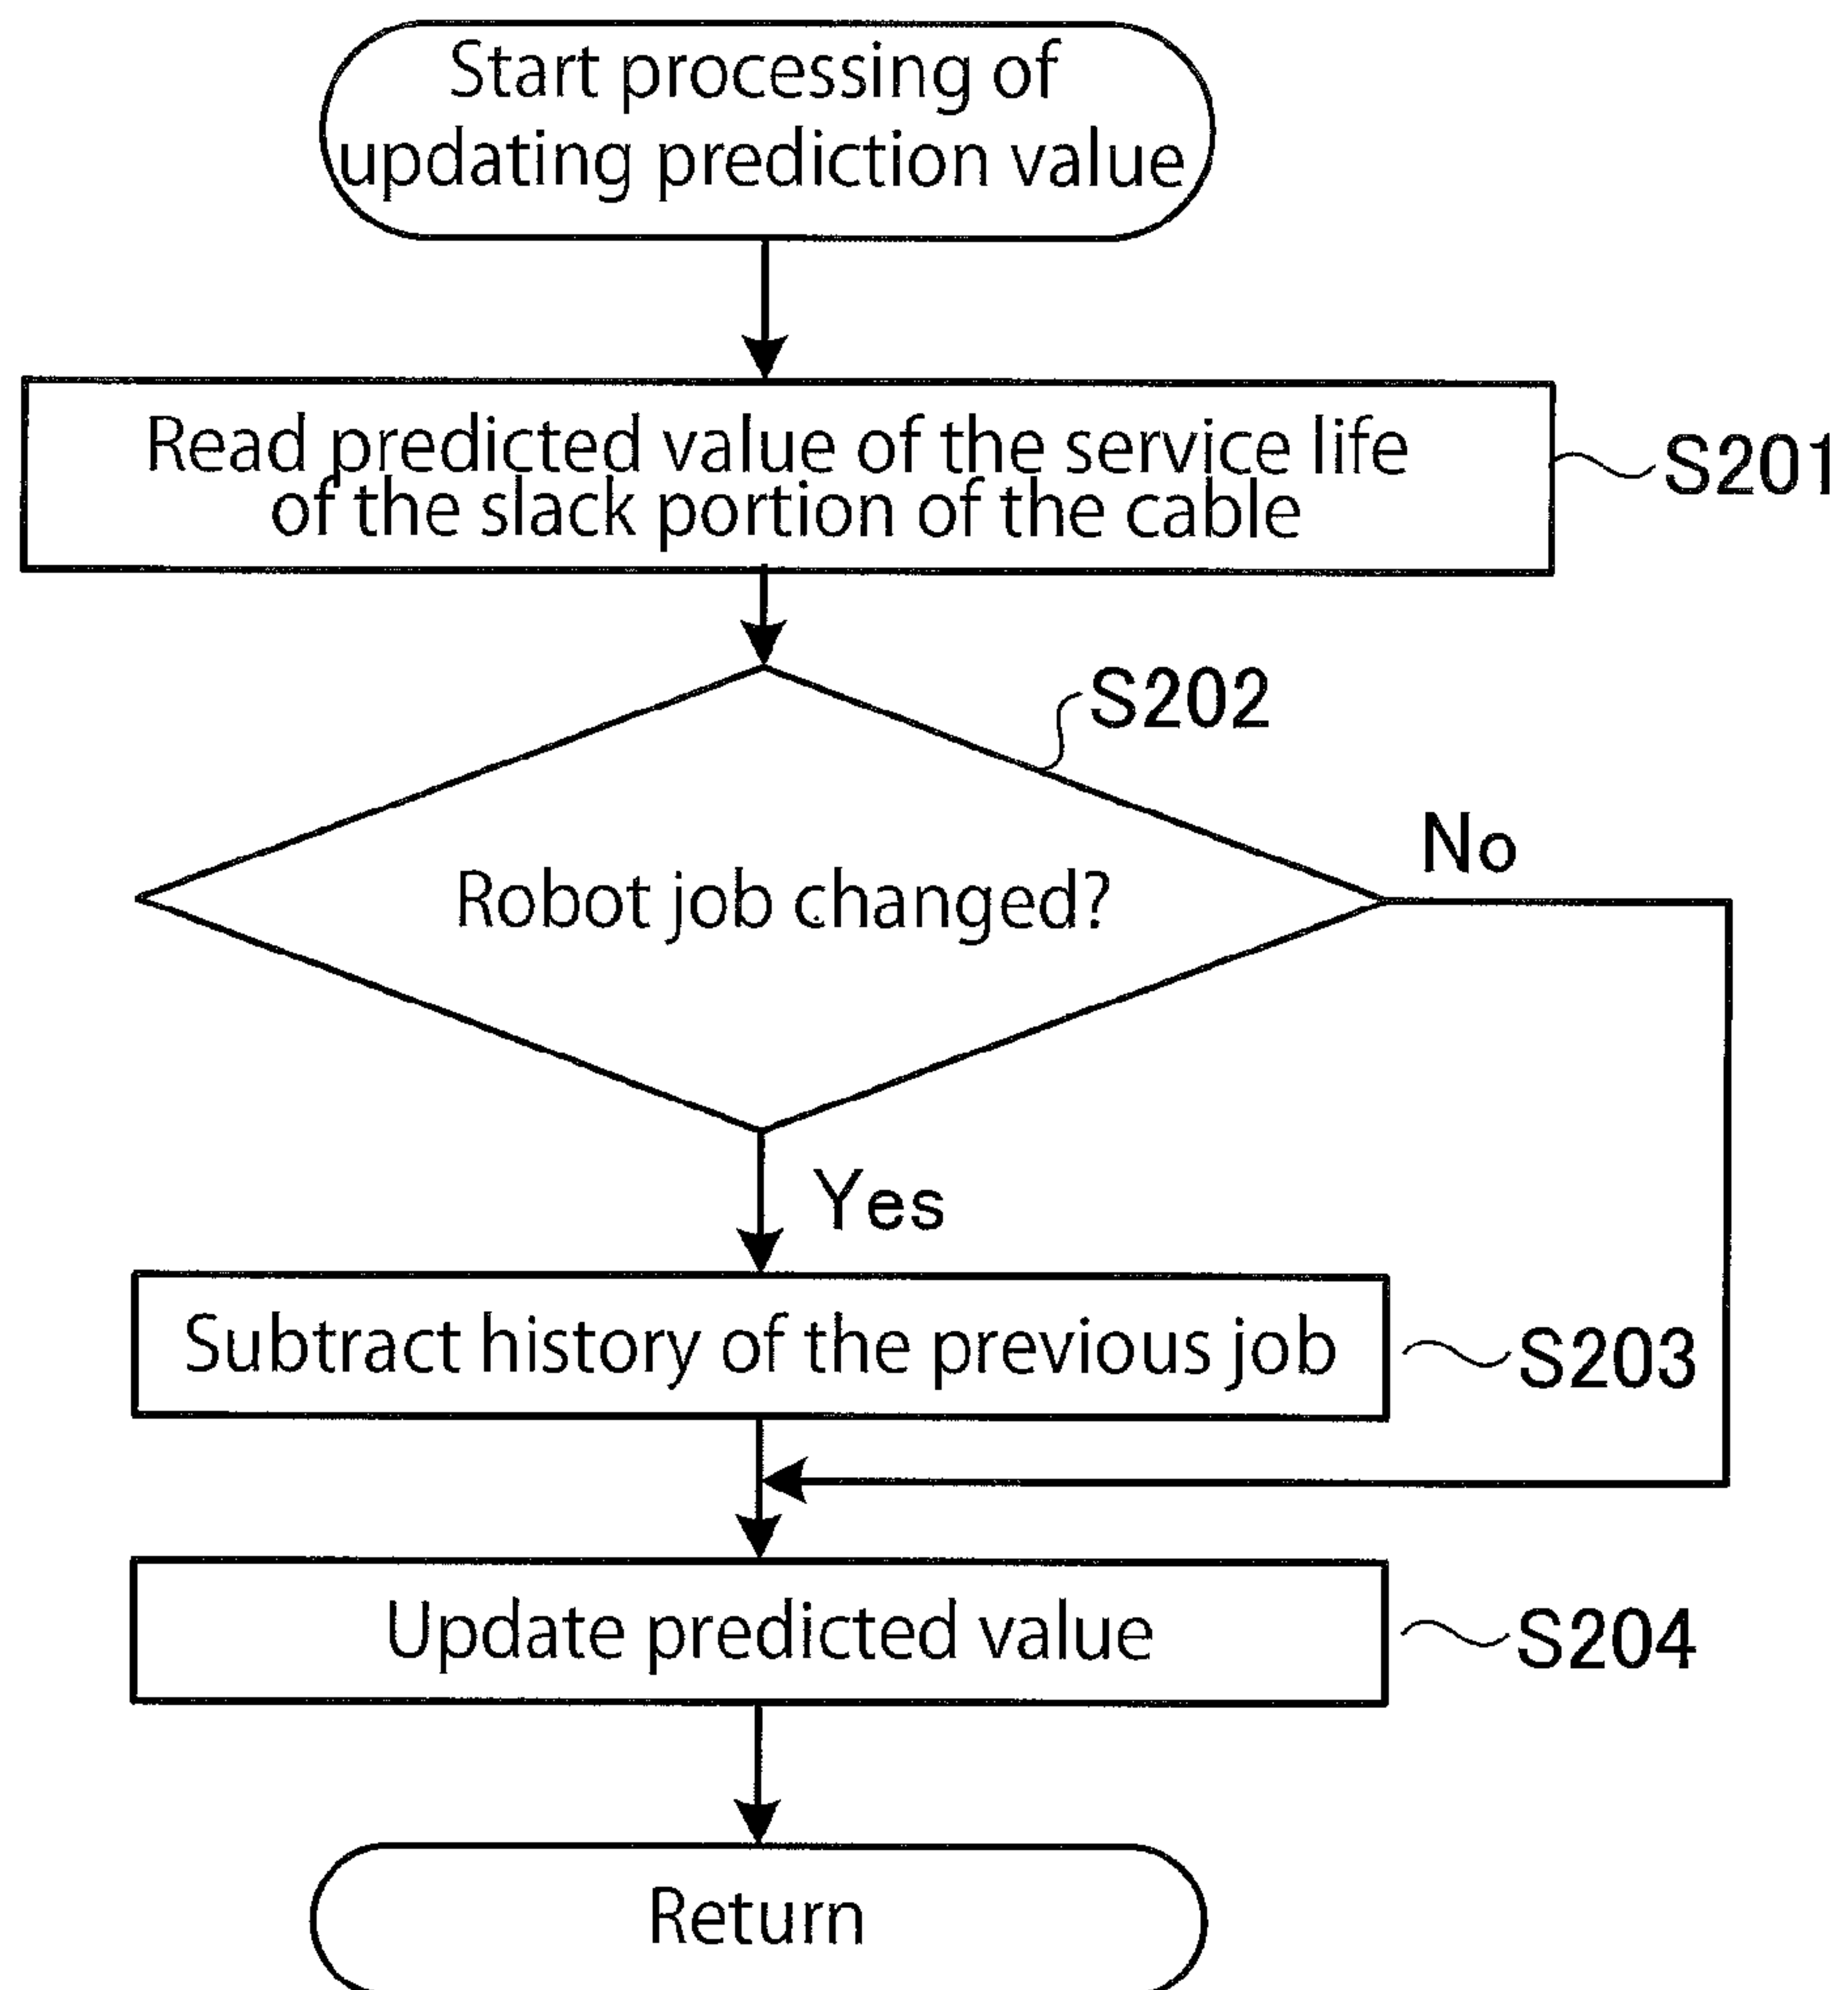 Start processing of
updating prediction value
Read predicted value of the service life
of the slack portion of the cable
S201
S202
Robot job changed?
No
Yes
Subtract history of the previous job
S203
Update predicted value
S204
Return